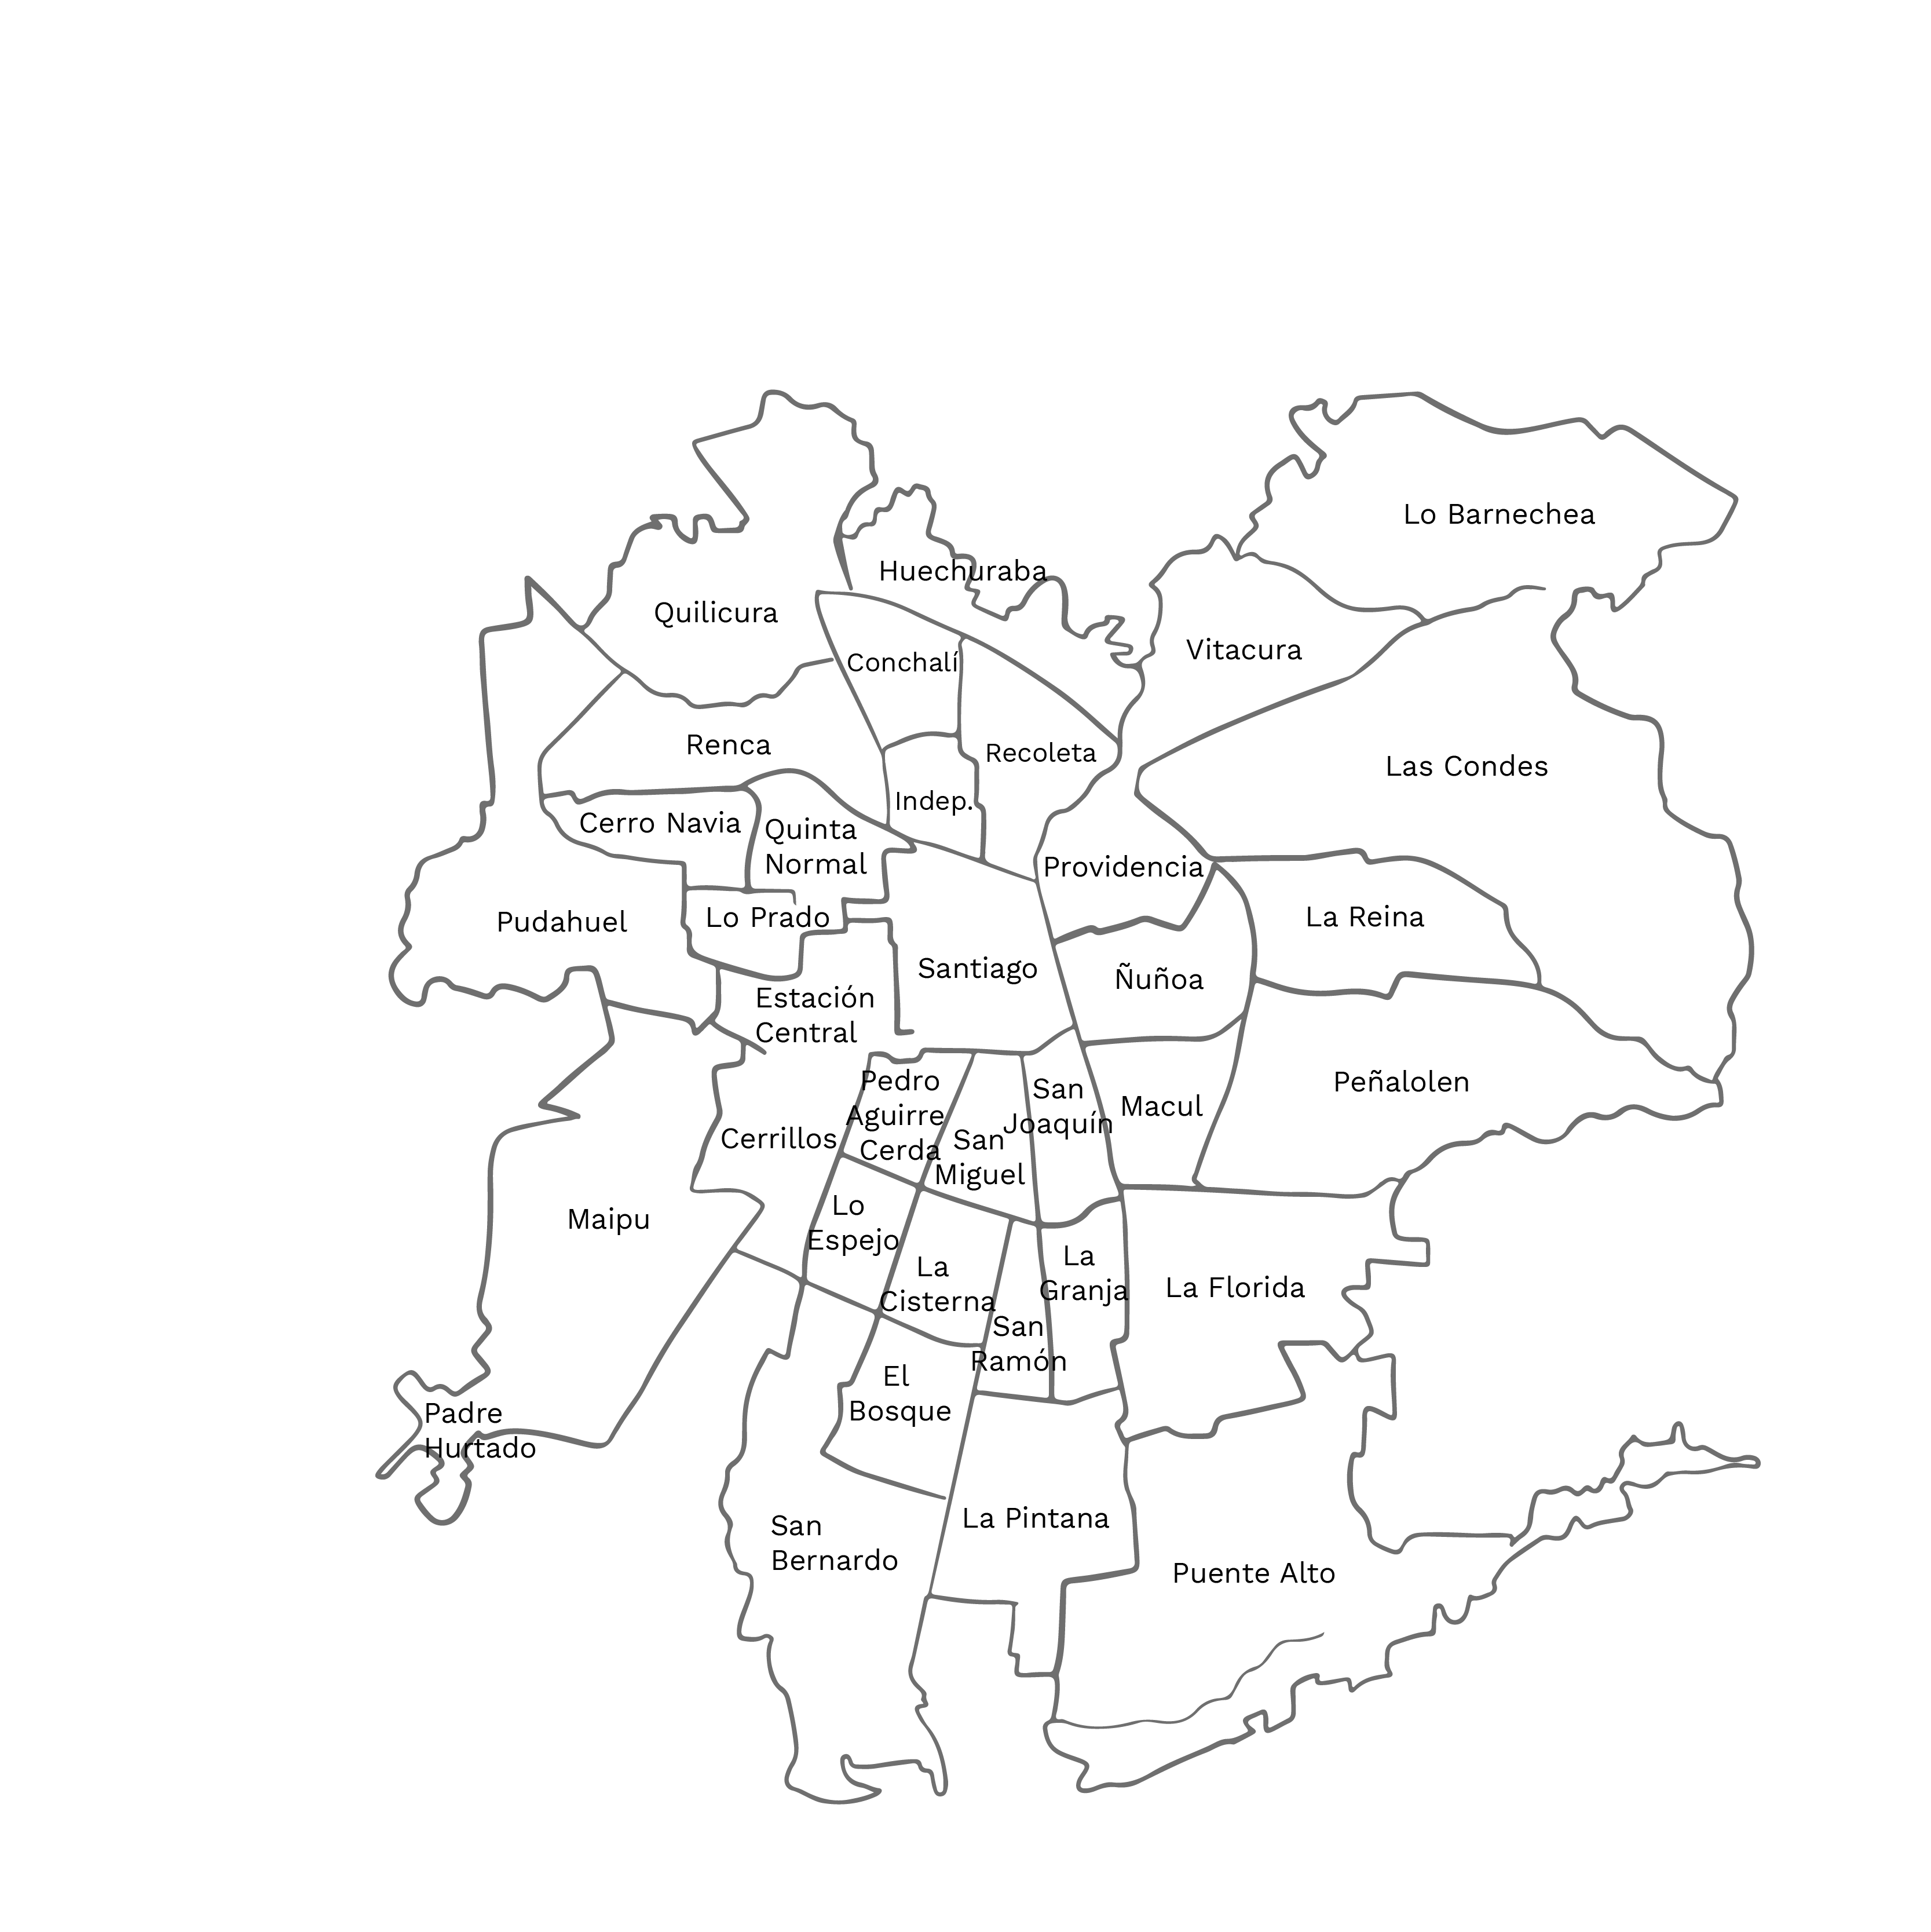 Lo Barnechea
Huechuraba
Quilicura
Vitacura
Conchalí
Renca
Recoleta
Las Condes
Indep.
Cerro Navia
Quinta
Normal
Providencia
Pudahuel
Lo Prado
La Reina
Santiago
Ñuñoa
Estación
Central
Pedro
Aguirre
Cerda
San
Joaquín
Macul
Peñalolen
Cerrillos
San
Miguel
Maipu
Lo
Espejo
La
Cisterna
La
Granja
La Florida
San
Ramón
El
Bosque
Padre
Hurtado
La Pintana
San
Bernardo
Puente Alto